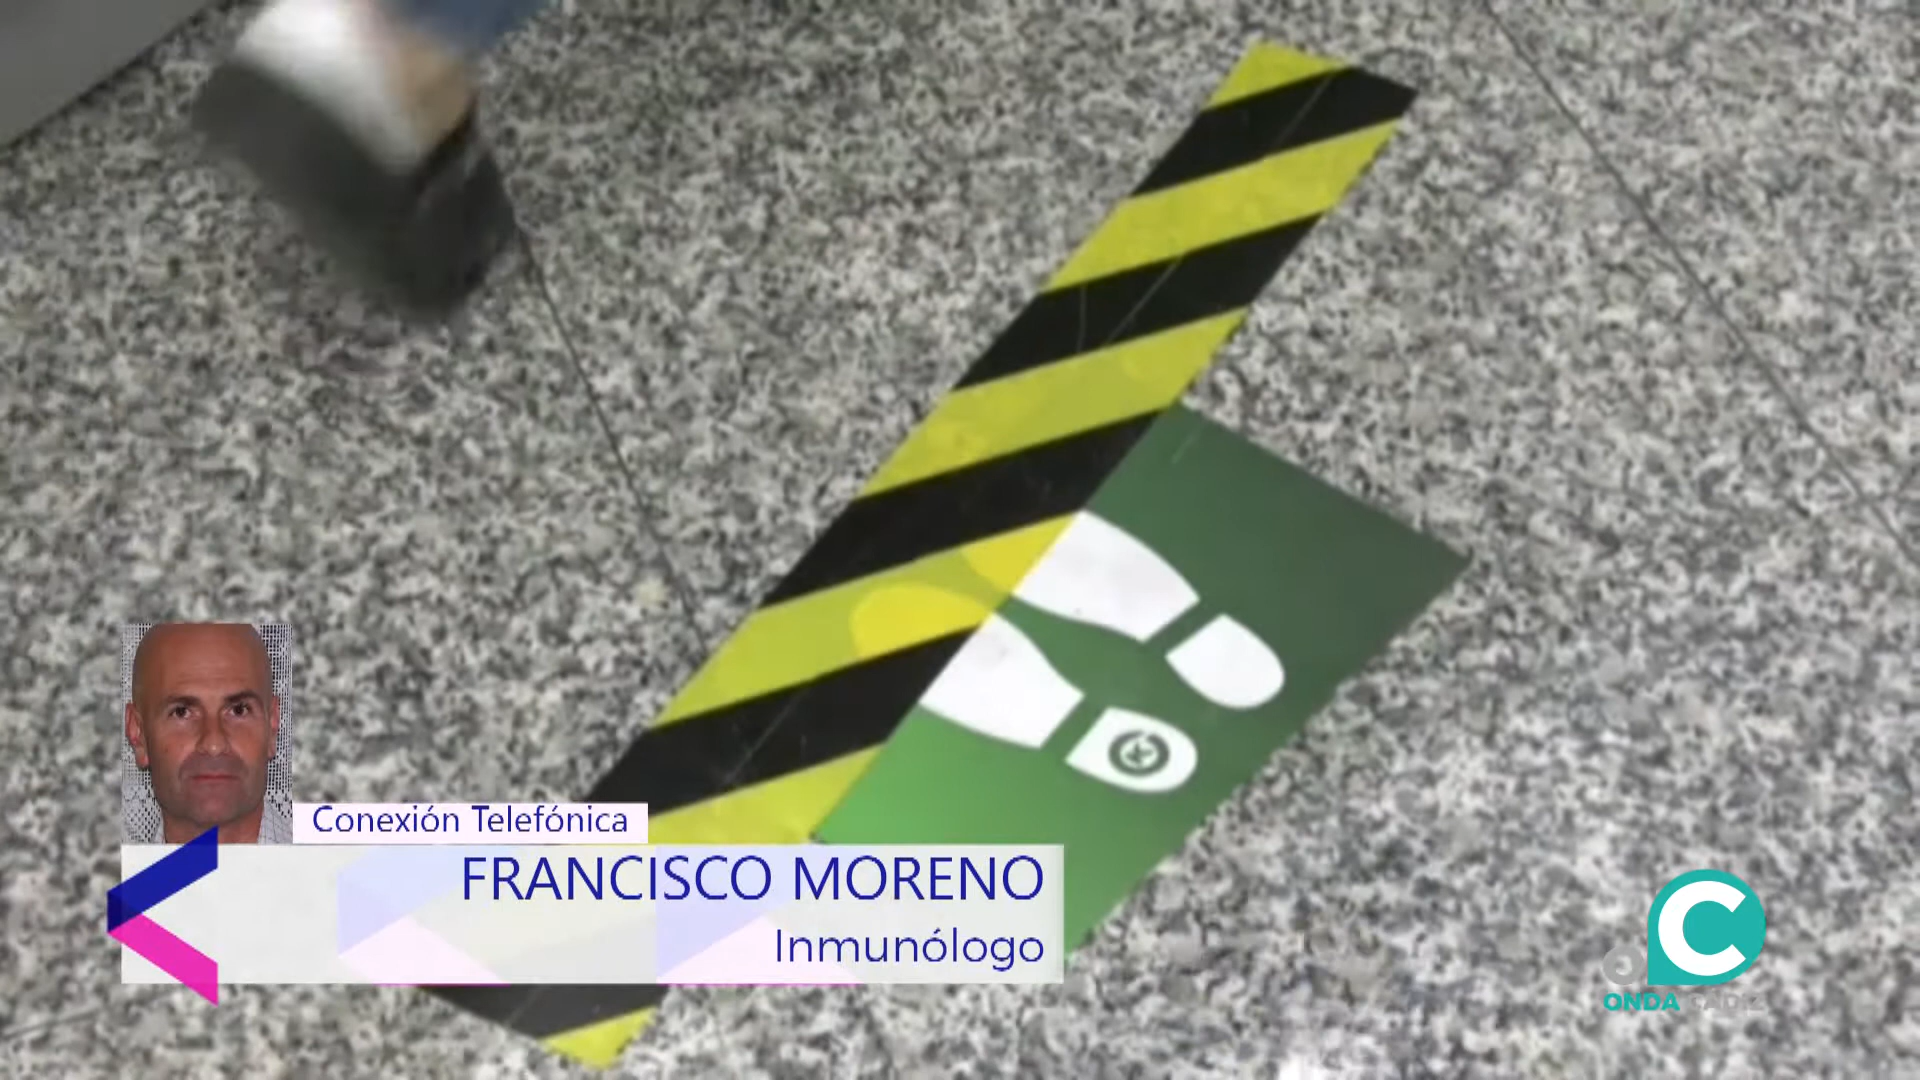 Conexión Telefónica
FRANCISCO MORENO
Inmunólogo
C
ONDA CÁDIZ